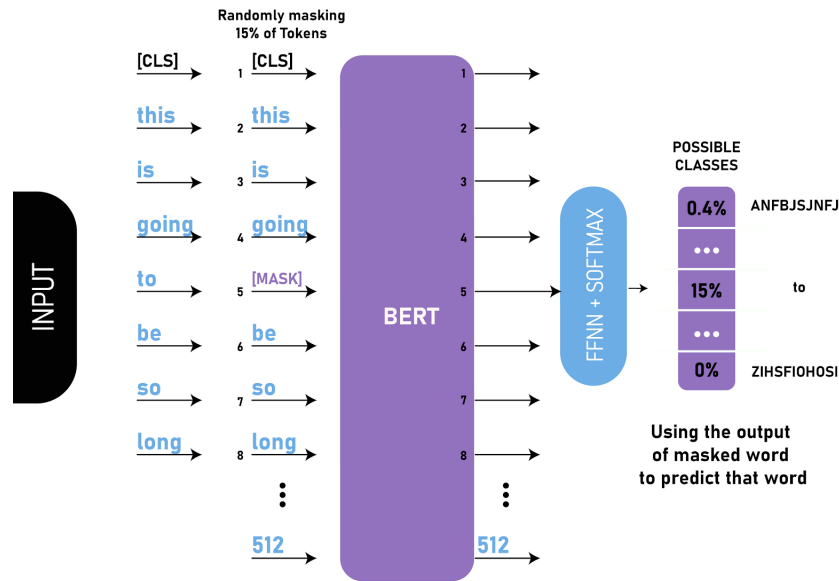 Randomly masking
15% of Tokens
[CLS] 1 [CLS] 1
this 2 this 2
is 3 is 3
going 4 going 4
to 5 [MASK] 5
be 6 be 6
so 7 so 7
long 8 long 8
512 512
INPUT
BERT
FFNN + SOFTMAX
POSSIBLE
CLASSES
0.4% ANFBJSJNFJ
...
15% to
...
0% ZIHSFIOHOSI
Using the output
of masked word
to predict that word